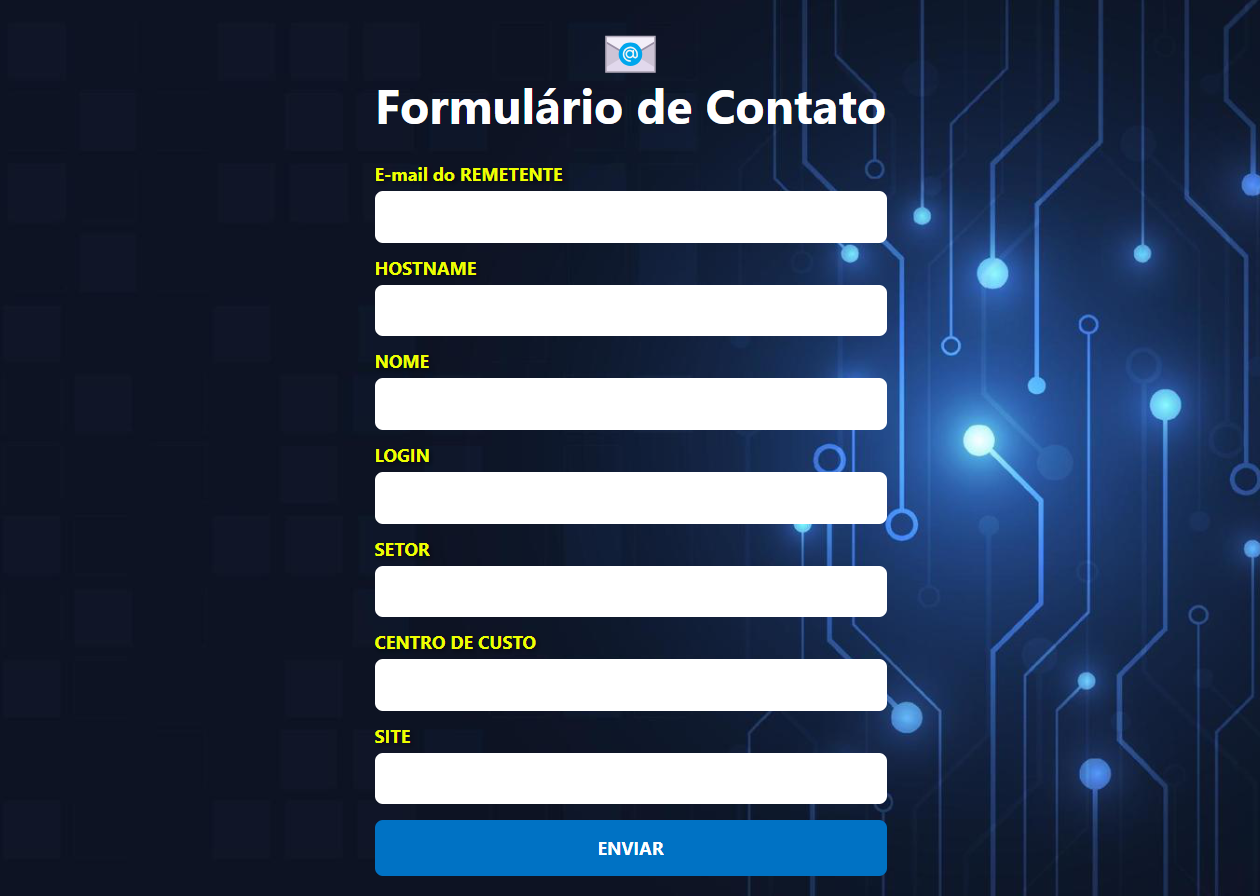 @
Formulário de Contato
E-mail do REMETENTE
HOSTNAME
NOME
LOGIN
SETOR
CENTRO DE CUSTO
SITE
ENVIAR